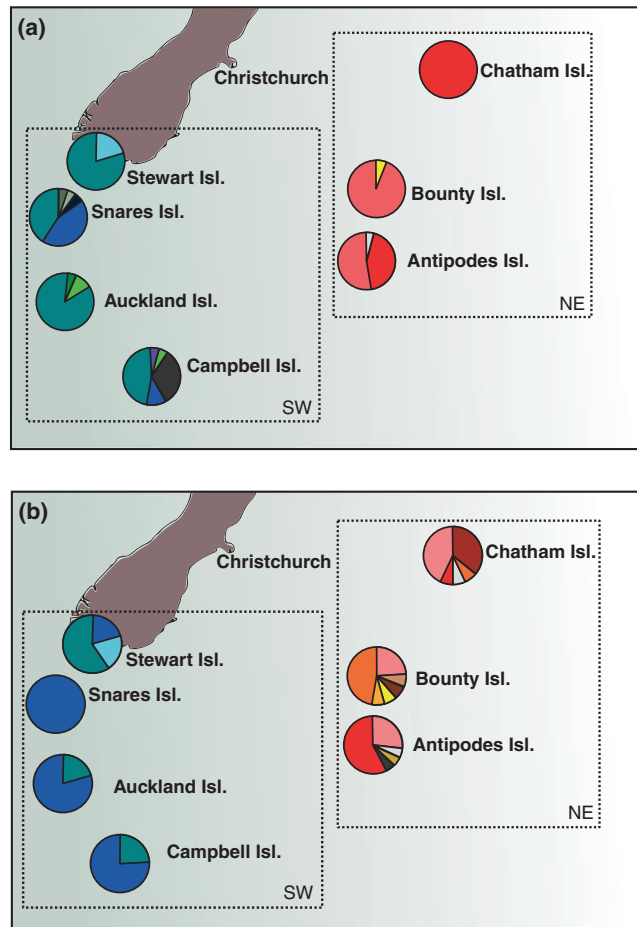 (a)
Christchurch
Chatham Isl.
Stewart Isl.
Bounty Isl.
Snares Isl.
Antipodes Isl.
Auckland Isl.
NE
Campbell Isl.
SW
(b)
Christchurch
Chatham Isl.
Stewart Isl.
Bounty Isl.
Snares Isl.
Antipodes Isl.
Auckland Isl.
NE
Campbell Isl.
SW